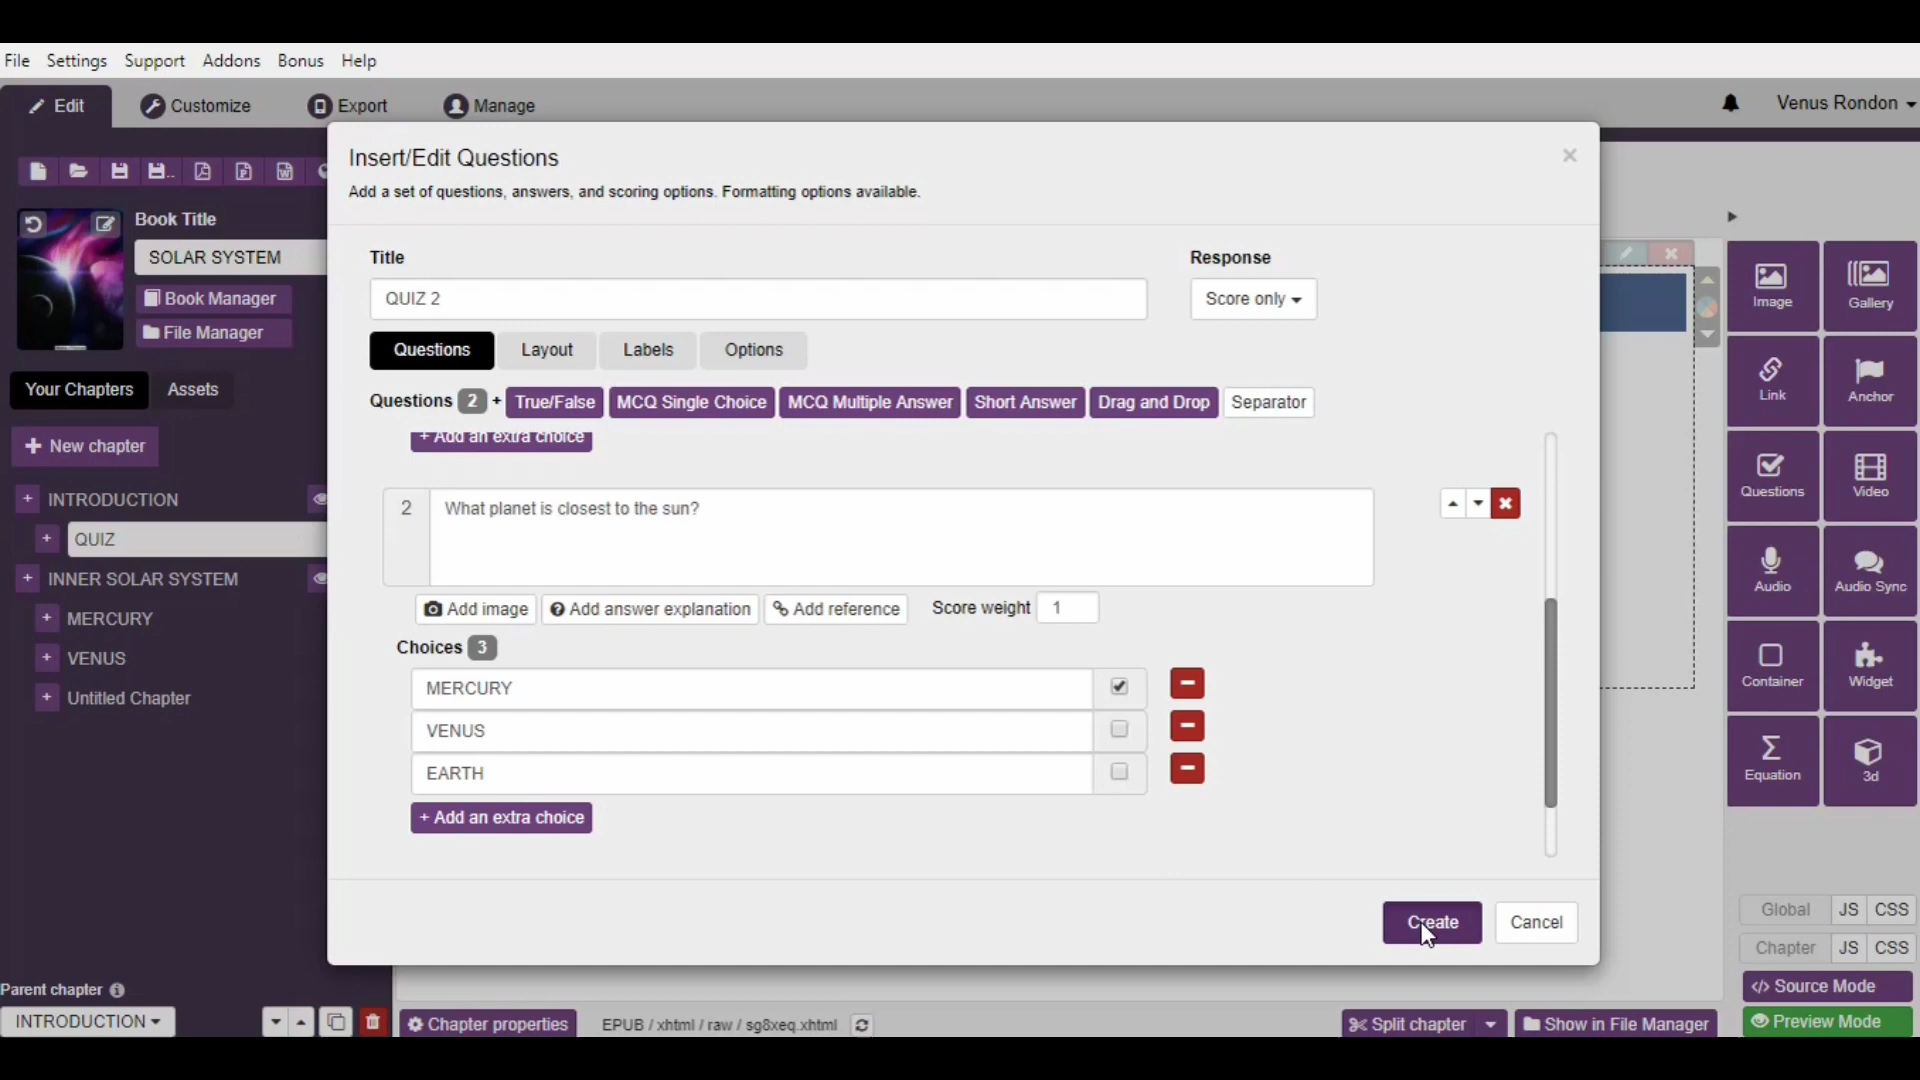 File Settings Support Addons Bonus Help
Edit Customize Export Manage Venus Rondon
Insert/Edit Questions
Add a set of questions, answers, and scoring options. Formatting options available.
Book Title
SOLAR SYSTEM
Book Manager
File Manager
Your Chapters Assets
+ New chapter
+ INTRODUCTION
+ QUIZ
+ INNER SOLAR SYSTEM
+ MERCURY
+ VENUS
+ Untitled Chapter
Parent chapter
INTRODUCTION
Title Response
QUIZ 2 Score only
Questions Layout Labels Options
Questions 2 + True/False MCQ Single Choice MCQ Multiple Answer Short Answer Drag and Drop Separator
+ Add an extra choice
2 What planet is closest to the sun?
Add image Add answer explanation Add reference Score weight 1
Choices 3
MERCURY
VENUS
EARTH
+ Add an extra choice
Create Cancel
Image Gallery
Link Anchor
Questions Video
Audio Audio Sync
Container Widget
Equation 3d
Global JS CSS
Chapter JS CSS
</> Source Mode
Preview Mode
Chapter properties EPUB / xhtml / raw / sg8xeq.xhtml Split chapter Show in File Manager